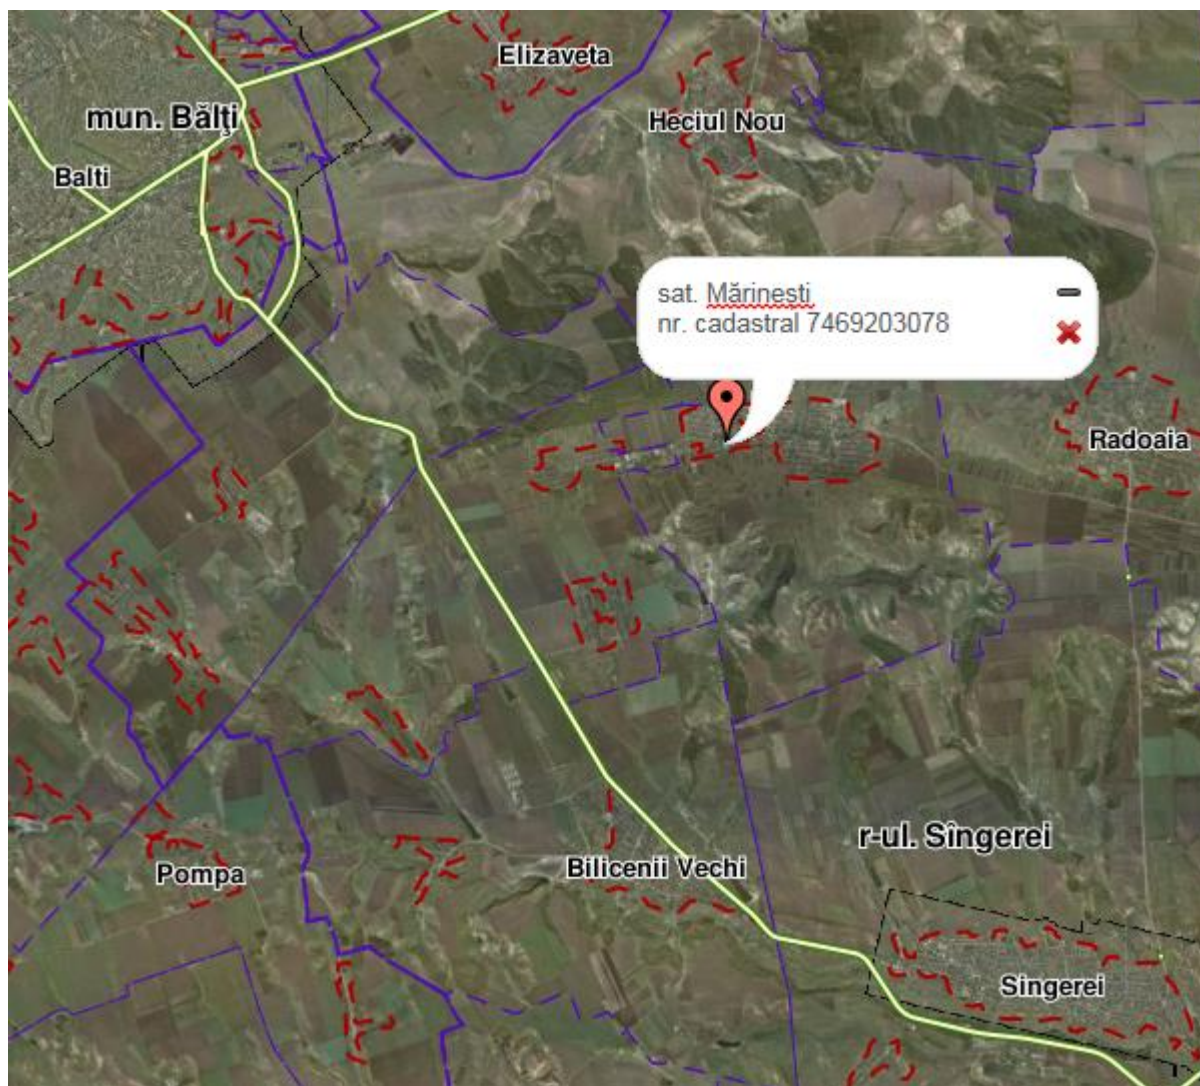 Elizaveta
mun. Bălţi
Heciul Nou
Balti
sat. Mărinesti
nr. cadastral 7469203078
Radoaia
r-ul. Sîngerei
Pompa
Bilicenii Vechi
Singerei